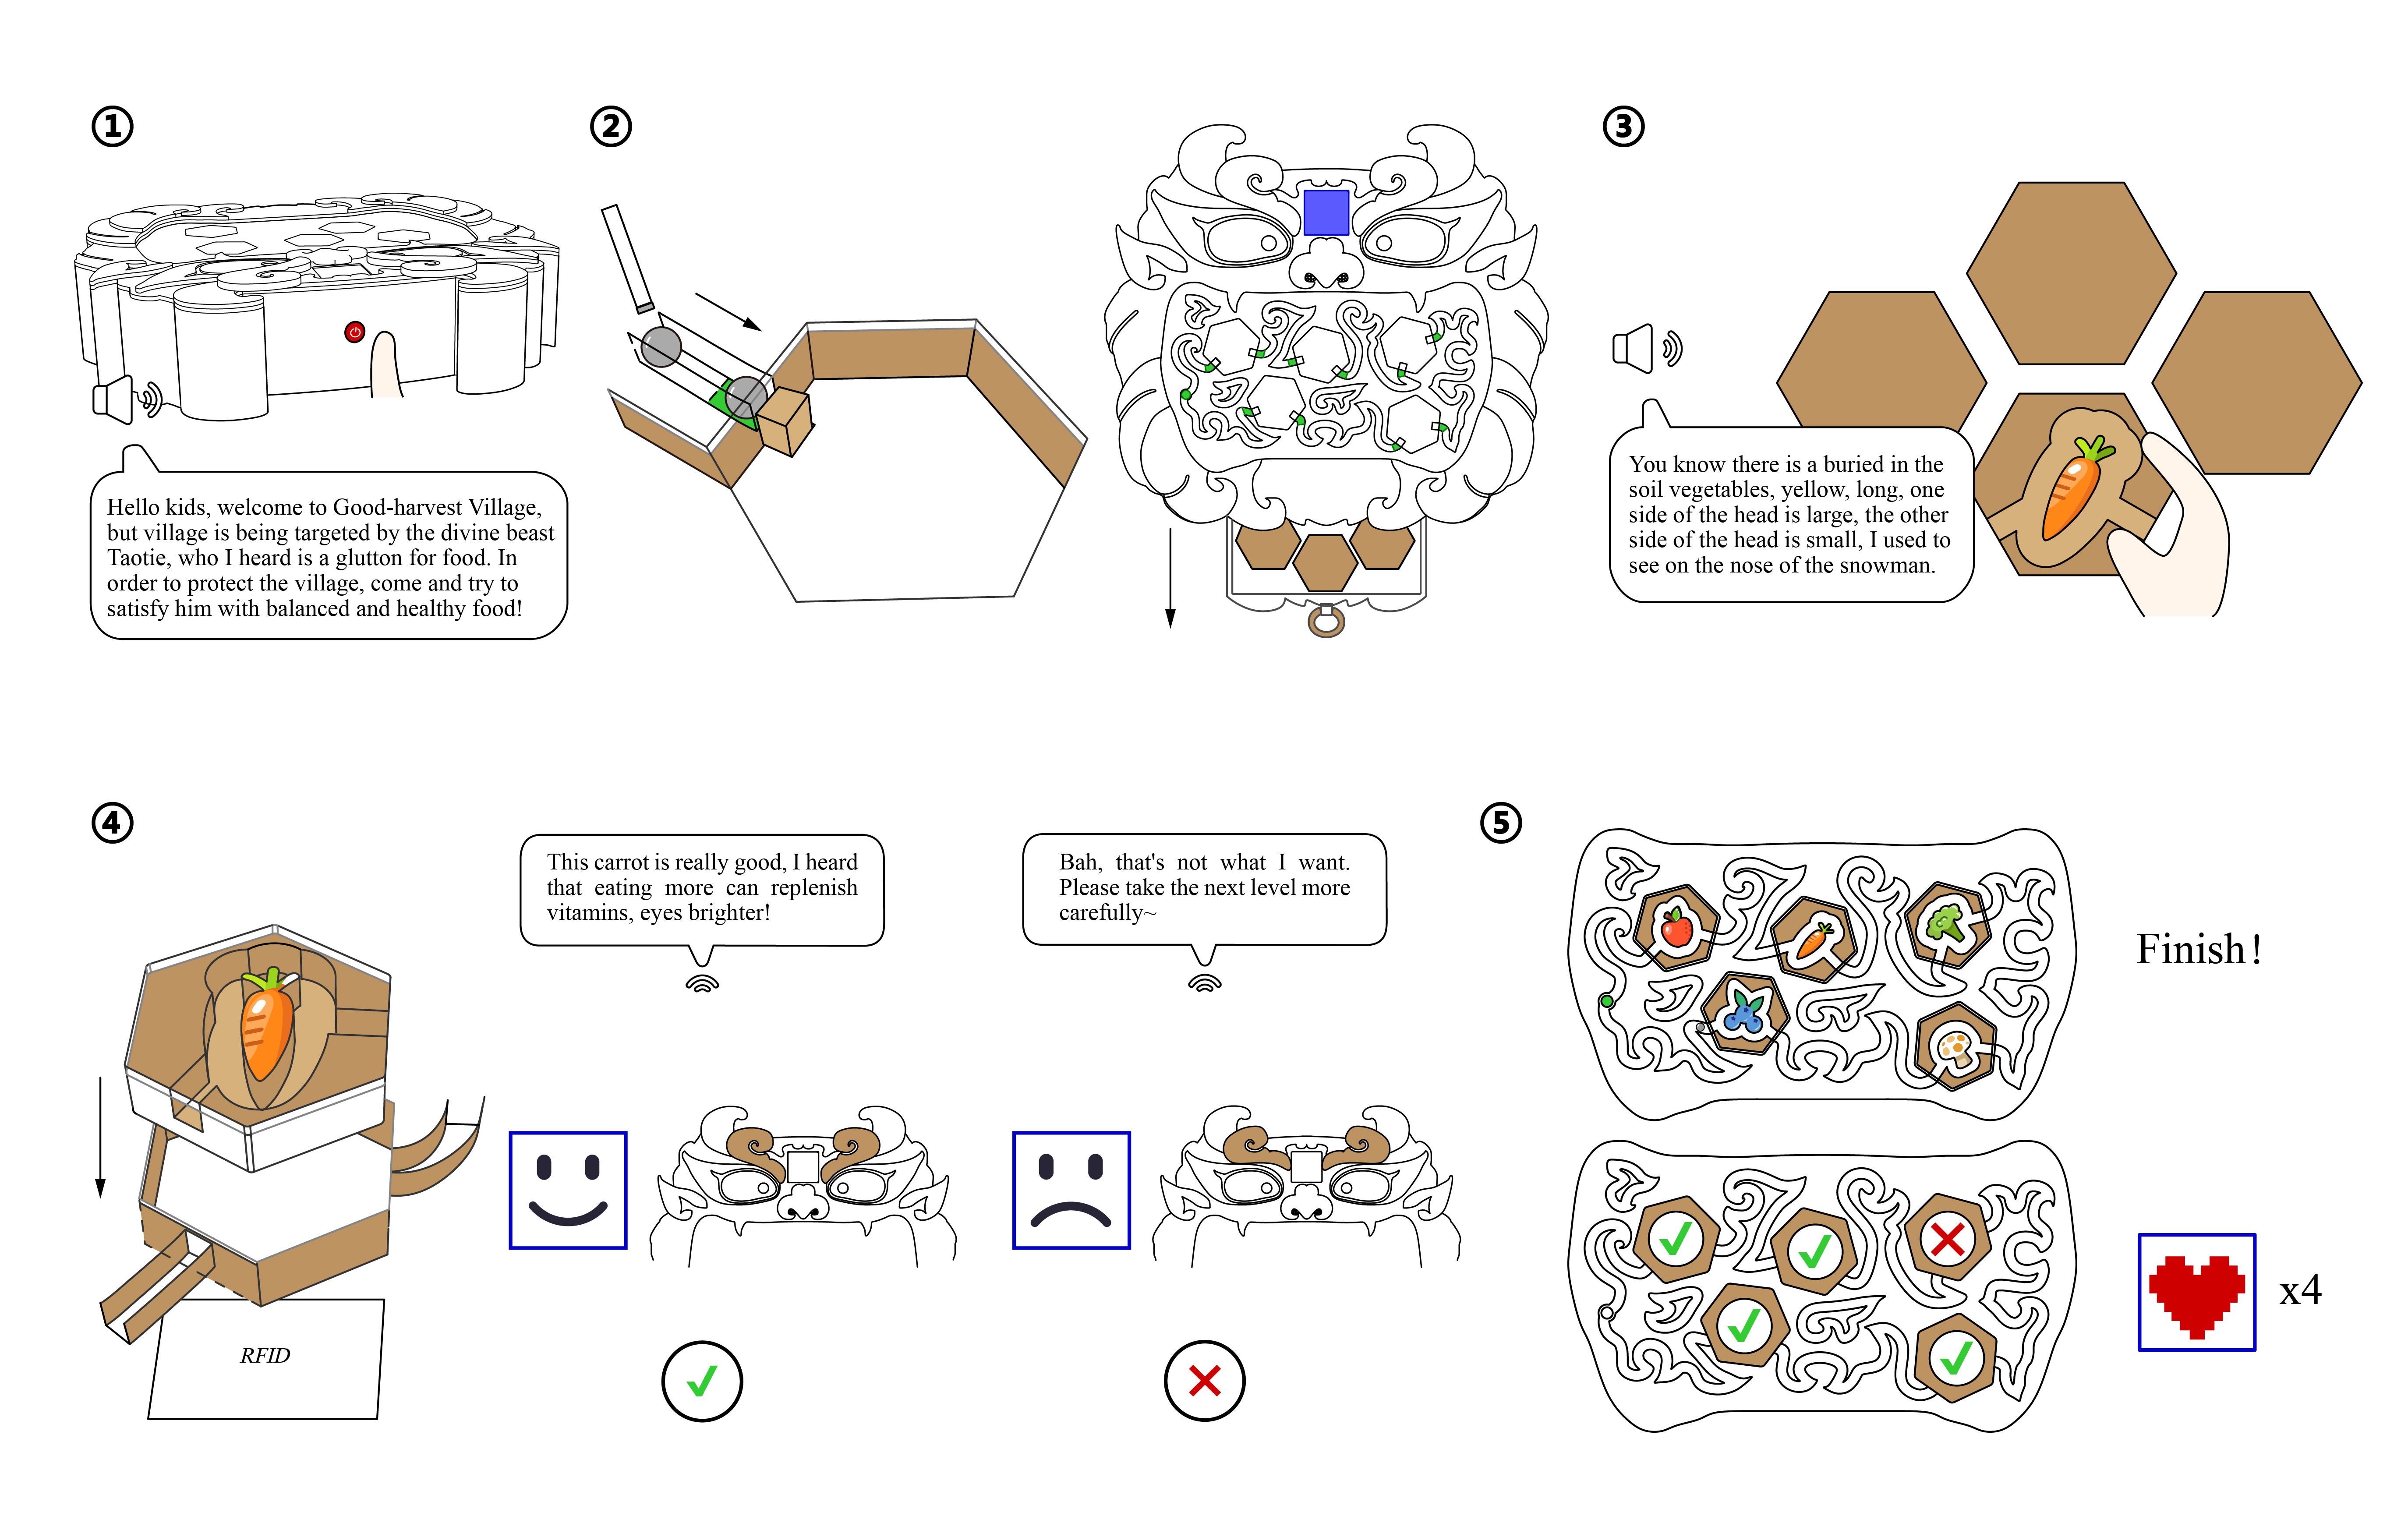 ①
Hello kids, welcome to Good-harvest Village,
but village is being targeted by the divine beast
Taotie, who I heard is a glutton for food. In
order to protect the village, come and try to
satisfy him with balanced and healthy food!
②
③
You know there is a buried in the
soil vegetables, yellow, long, one
side of the head is large, the other
side of the head is small, I used to
see on the nose of the snowman.
④
RFID
This carrot is really good, I heard
that eating more can replenish
vitamins, eyes brighter!
Bah, that's not what I want.
Please take the next level more
carefully~
⑤
Finish!
x4